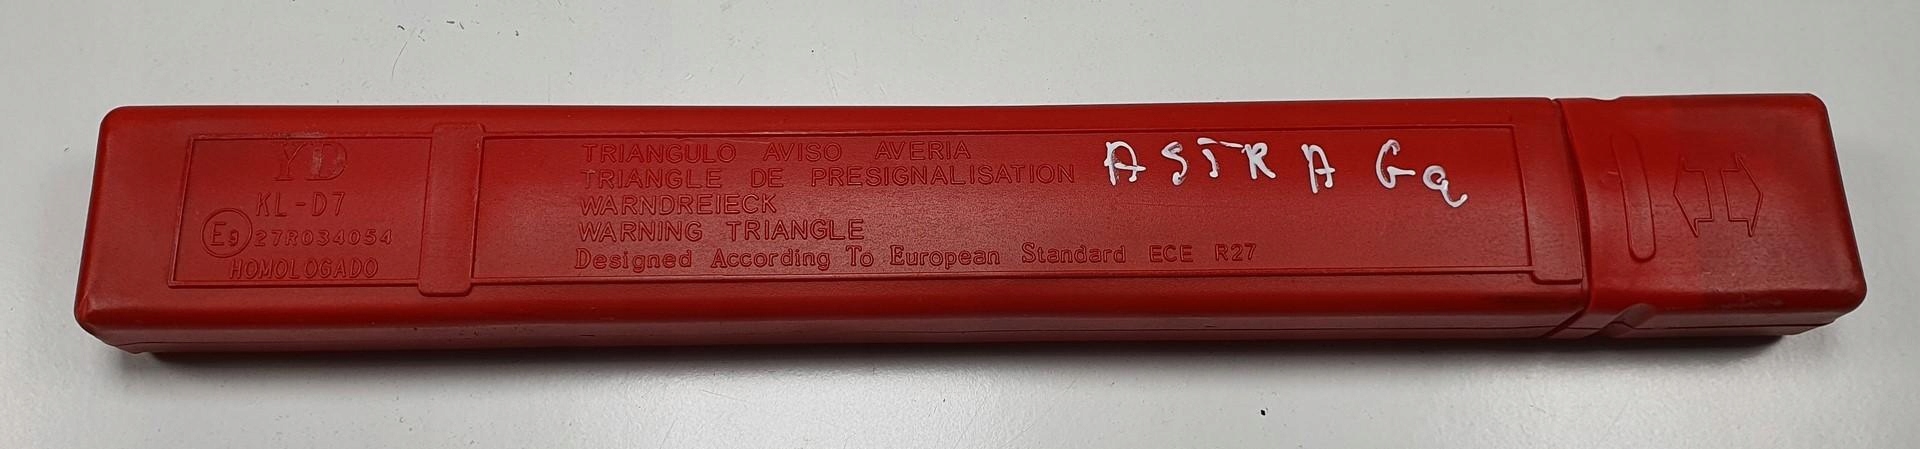 YD
KL-D7
E9 27R034054
HOMOLOGADO
TRIANGULO AVISO AVERIA
TRIANGLE DE PRESIGNALISATION
WARNDREIECK
WARNING TRIANGLE
Designed According To European Standard ECE R27
ASTRA Ga